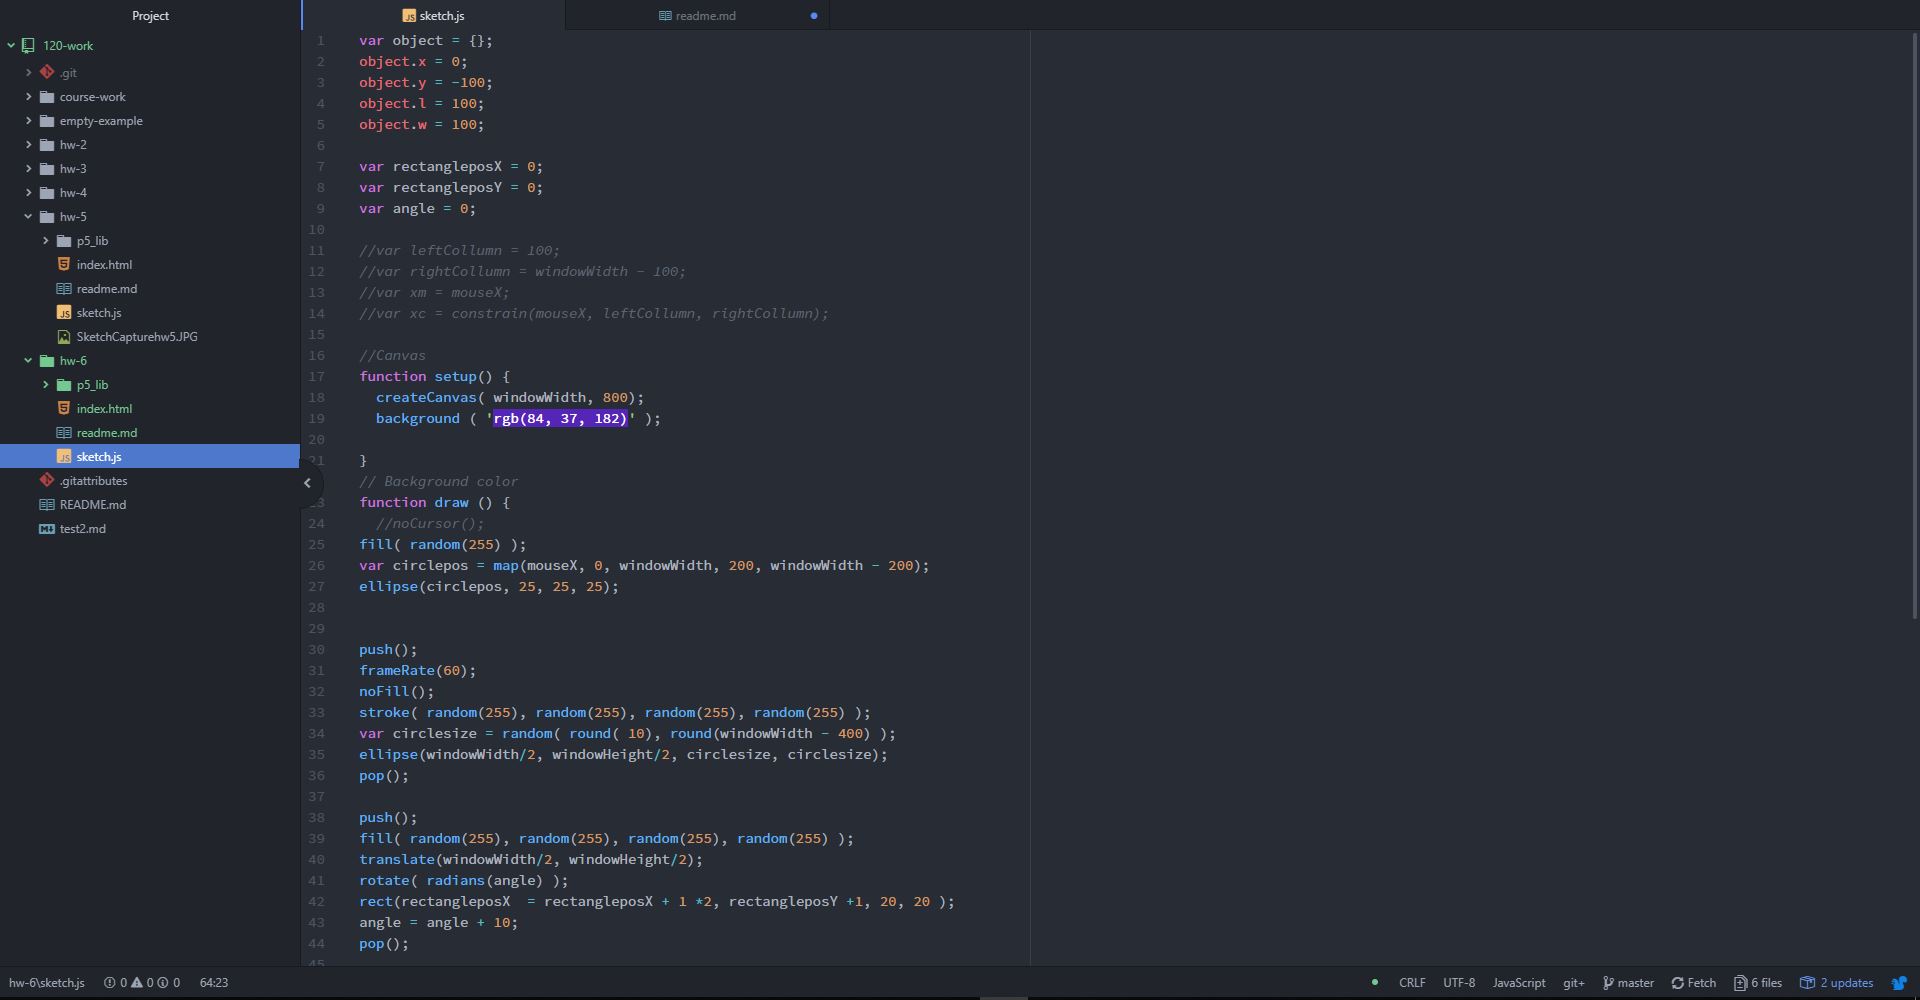 Project
120-work
.git
course-work
empty-example
hw-2
hw-3
hw-4
hw-5
p5_lib
index.html
readme.md
sketch.js
SketchCapturehw5.JPG
hw-6
p5_lib
index.html
readme.md
sketch.js
.gitattributes
README.md
test2.md
sketch.js
readme.md
1 var object = {};
2 object.x = 0;
3 object.y = -100;
4 object.l = 100;
5 object.w = 100;
6
7 var rectangleposX = 0;
8 var rectangleposY = 0;
9 var angle = 0;
10
11 //var leftCollumn = 100;
12 //var rightCollumn = windowWidth - 100;
13 //var xm = mouseX;
14 //var xc = constrain(mouseX, leftCollumn, rightCollumn);
15
16 //Canvas
17 function setup() {
18 createCanvas( windowWidth, 800);
19 background ( 'rgb(84, 37, 182)' );
20
21 }
// Background color
23 function draw () {
24 //noCursor();
25 fill( random(255) );
26 var circlepos = map(mouseX, 0, windowWidth, 200, windowWidth - 200);
27 ellipse(circlepos, 25, 25, 25);
28
29
30 push();
31 frameRate(60);
32 noFill();
33 stroke( random(255), random(255), random(255), random(255) );
34 var circlesize = random( round( 10), round(windowWidth - 400) );
35 ellipse(windowWidth/2, windowHeight/2, circlesize, circlesize);
36 pop();
37
38 push();
39 fill( random(255), random(255), random(255), random(255) );
40 translate(windowWidth/2, windowHeight/2);
41 rotate( radians(angle) );
42 rect(rectangleposX  = rectangleposX + 1 *2, rectangleposY +1, 20, 20 );
43 angle = angle + 10;
44 pop();
45
hw-6\sketch.js 0 0 0 64:23 CRLF UTF-8 JavaScript git+ master Fetch 6 files 2 updates